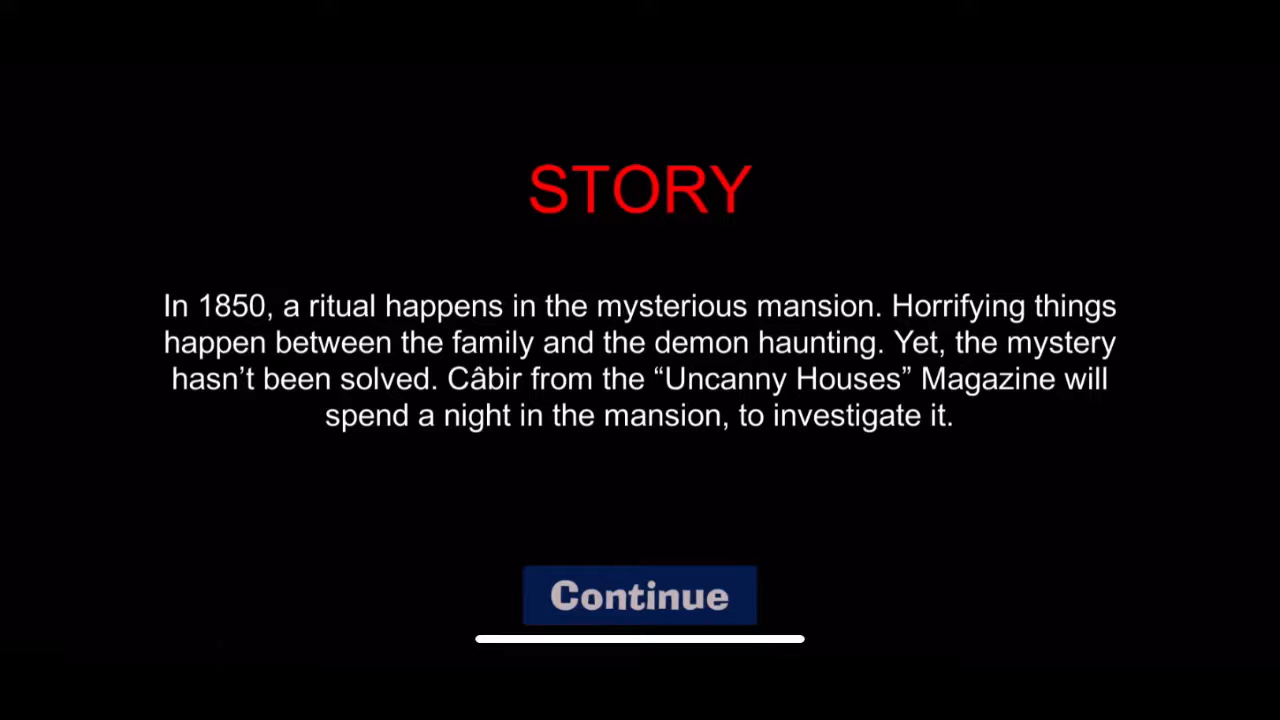 STORY
In 1850, a ritual happens in the mysterious mansion. Horrifying things
happen between the family and the demon haunting. Yet, the mystery
hasn’t been solved. Câbir from the “Uncanny Houses” Magazine will
spend a night in the mansion, to investigate it.
Continue